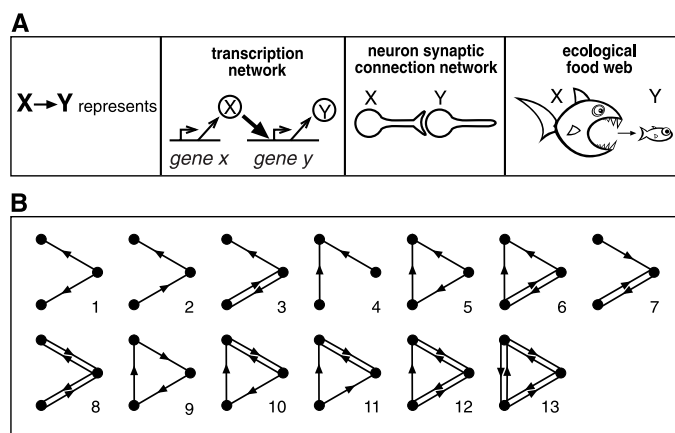 A
X→Y represents
transcription
network
X
Y
gene x
gene y
neuron synaptic
connection network
X
Y
ecological
food web
X
Y
B
1
2
3
4
5
6
7
8
9
10
11
12
13